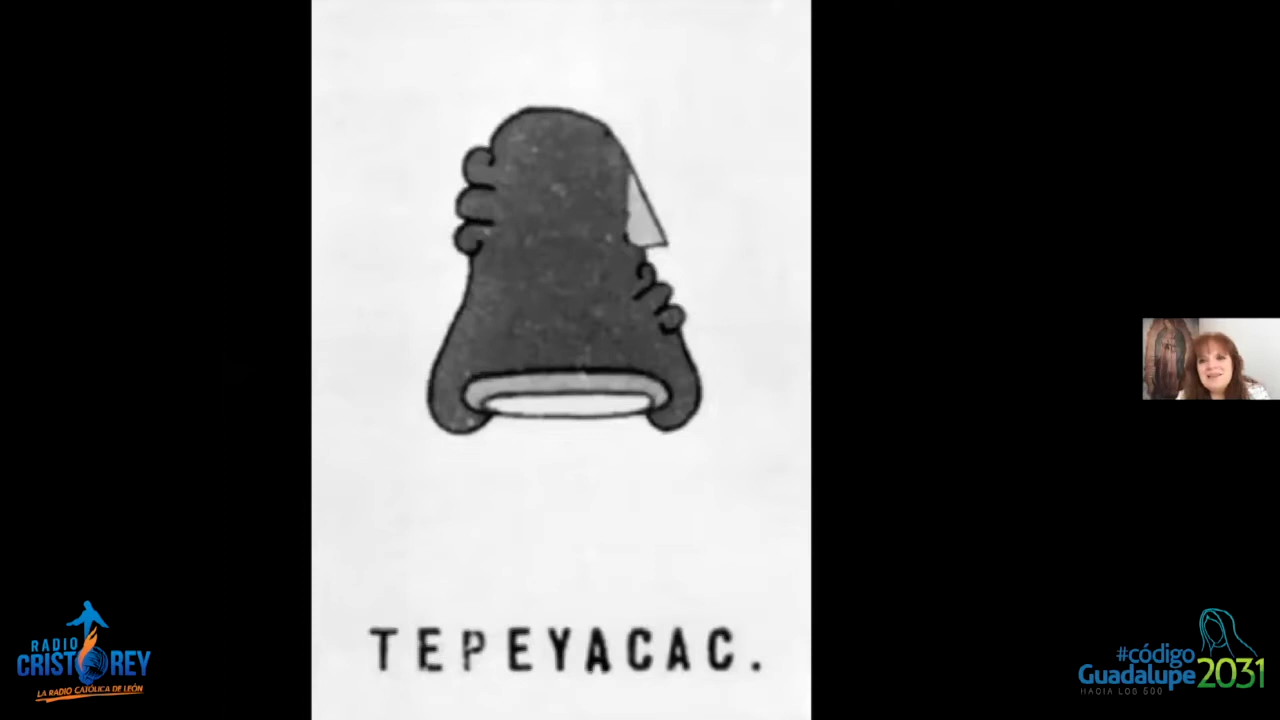 TEPEYACAC.
RADIO
CRISTO REY
LA RADIO CATÓLICA DE LEÓN
#código
Guadalupe 2031
HACIA LOS 500